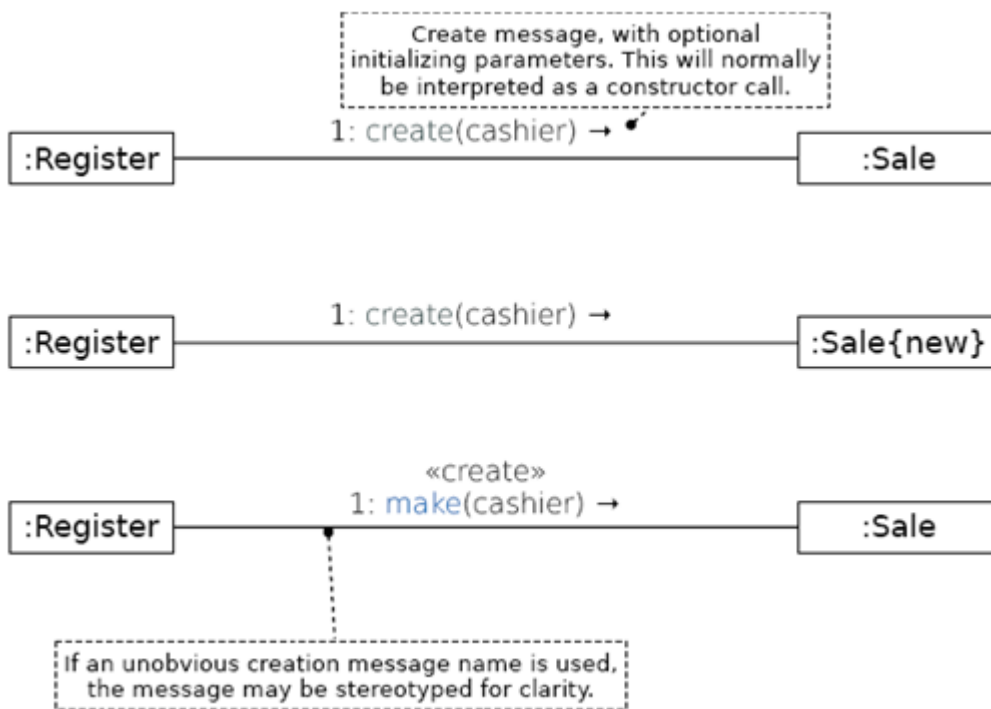 Create message, with optional
initializing parameters. This will normally
be interpreted as a constructor call.
1: create(cashier) →
:Register
:Sale
1: create(cashier) →
:Register
:Sale{new}
«create»
1: make(cashier) →
:Register
:Sale
If an unobvious creation message name is used,
the message may be stereotyped for clarity.